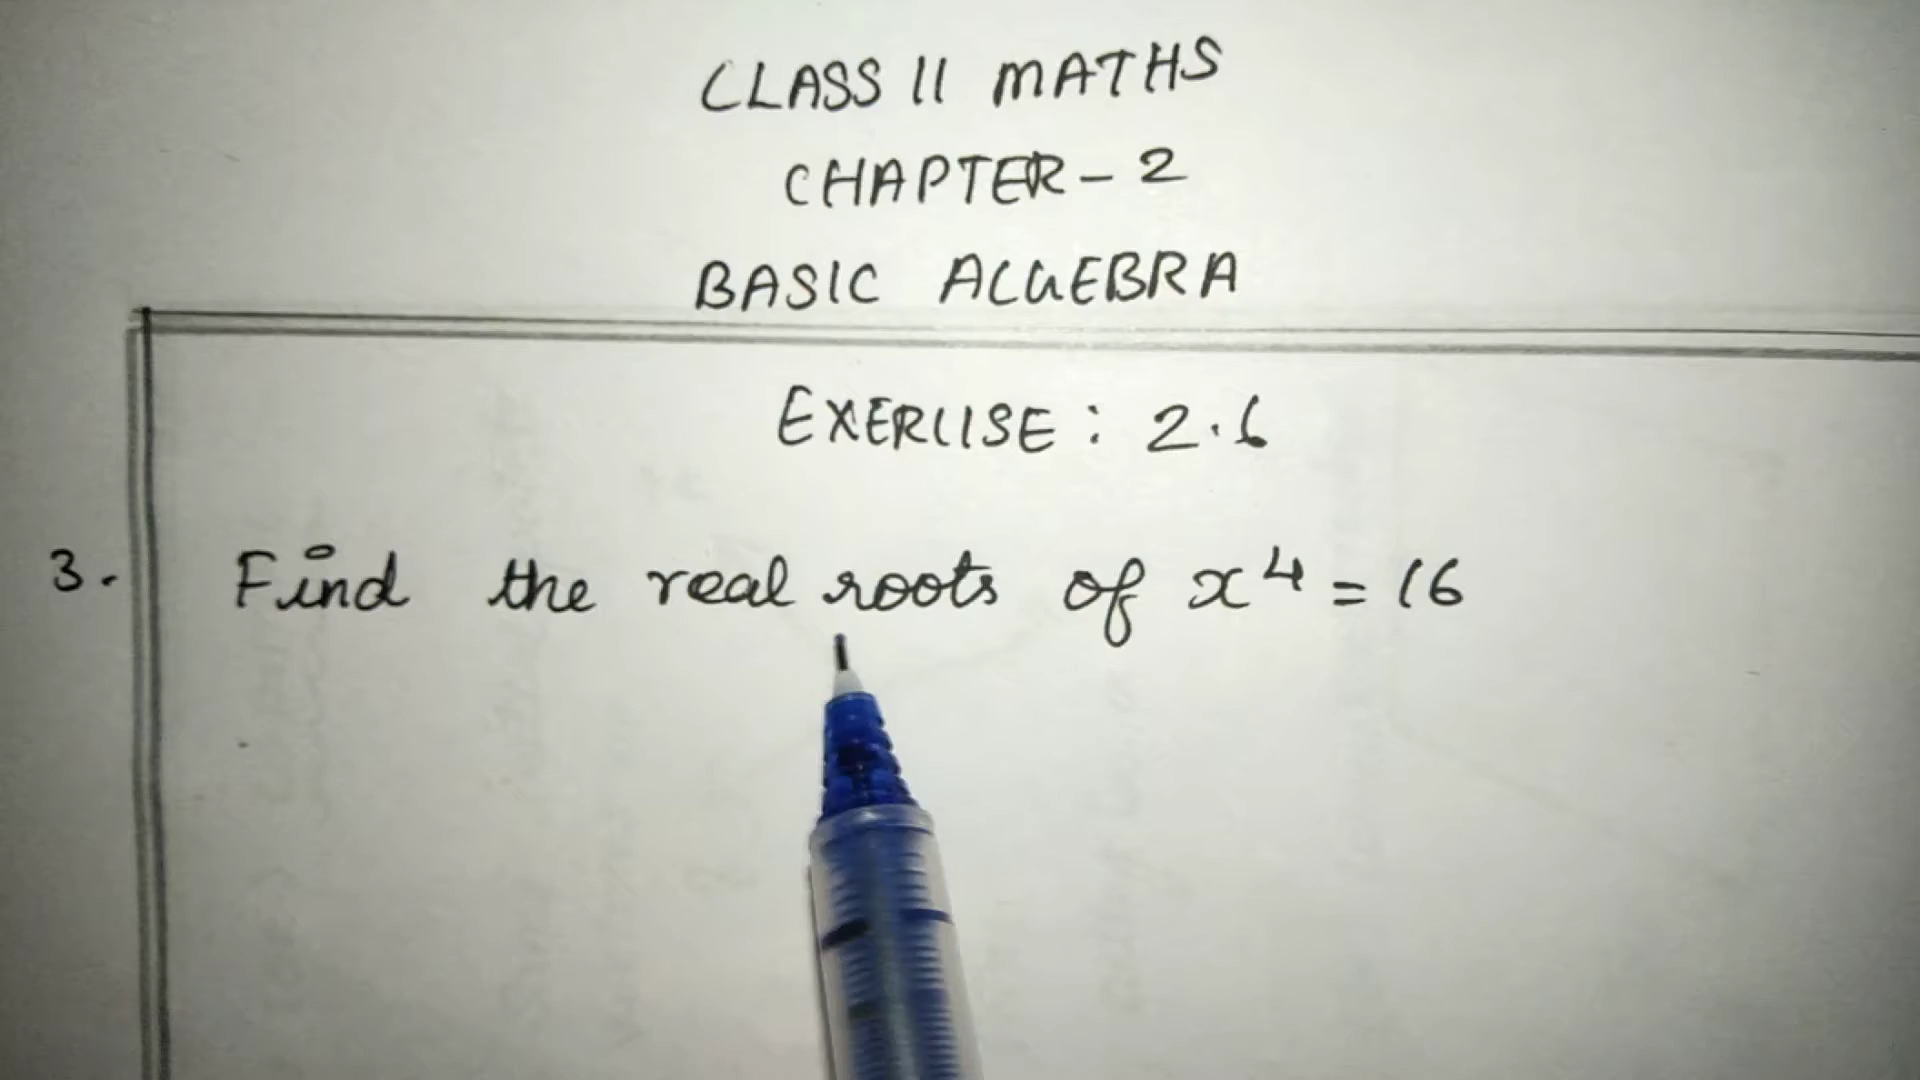 CLASS 11 MATHS
CHAPTER - 2
BASIC ALGEBRA
EXERCISE : 2.6
3. Find the real roots of x⁴ = 16